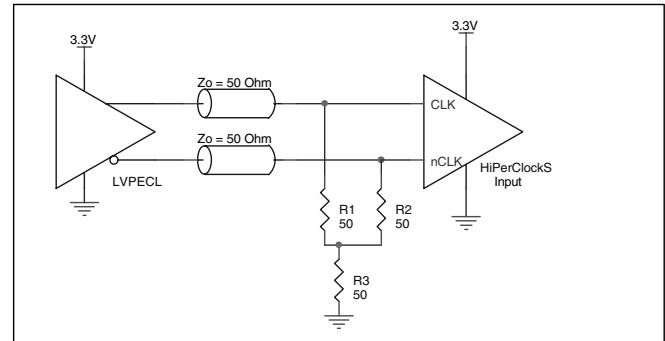 3.3V
3.3V
Zo = 50 Ohm
CLK
Zo = 50 Ohm
nCLK
LVPECL
HiPerClockS
Input
R1
50
R2
50
R3
50